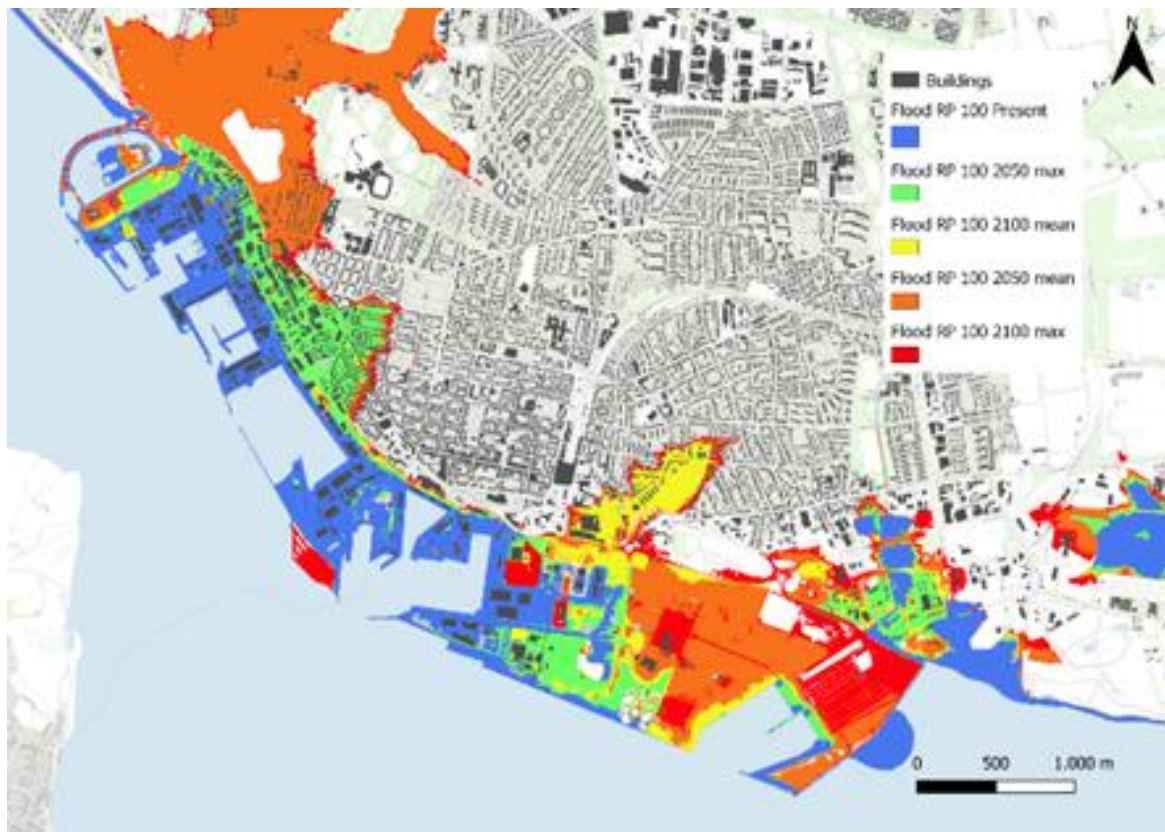 N
Buildings
Flood RP 100 Present
Flood RP 100 2050 max
Flood RP 100 2100 mean
Flood RP 100 2050 mean
Flood RP 100 2100 max
0 500 1.000 m